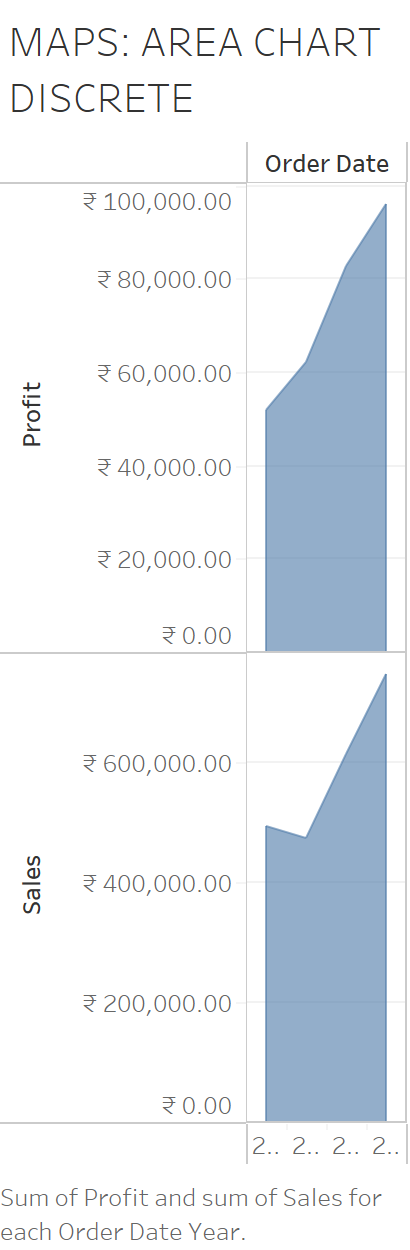 MAPS: AREA CHART
DISCRETE
Order Date
₹ 100,000.00
₹ 80,000.00
₹ 60,000.00
₹ 40,000.00
₹ 20,000.00
₹ 0.00
Profit
₹ 600,000.00
₹ 400,000.00
₹ 200,000.00
₹ 0.00
Sales
2.. 2.. 2.. 2..
Sum of Profit and sum of Sales for
each Order Date Year.